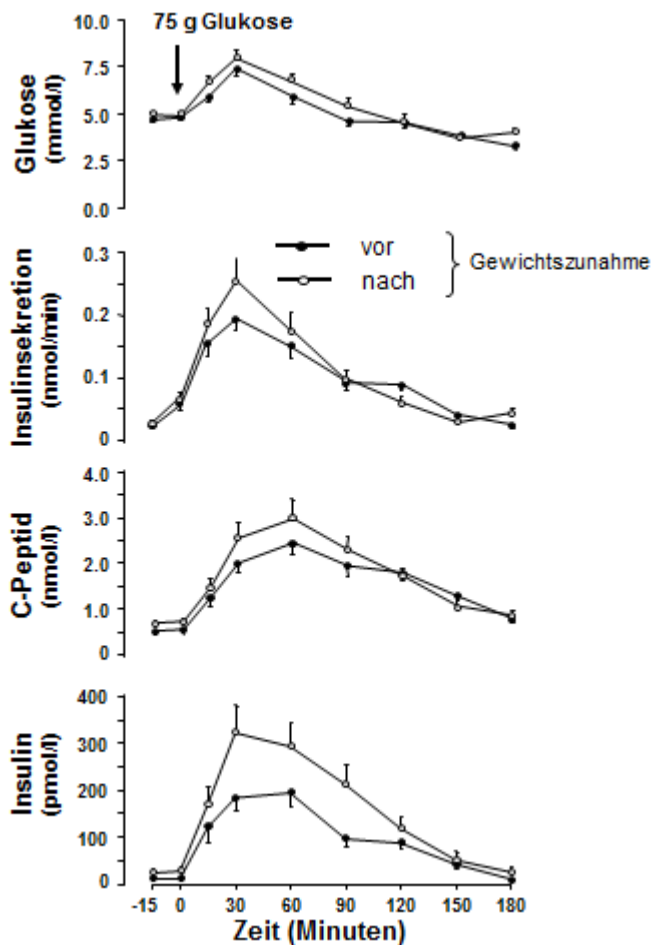 75 g Glukose
Glukose
(mmol/l)
10.0
7.5
5.0
2.5
0.0
vor
nach
Gewichtszunahme
Insulinsekretion
(nmol/min)
0.3
0.2
0.1
0
C-Peptid
(nmol/l)
4.0
3.0
2.0
1.0
0
Insulin
(pmol/l)
400
300
200
100
0
-15 0 30 60 90 120 150 180
Zeit (Minuten)